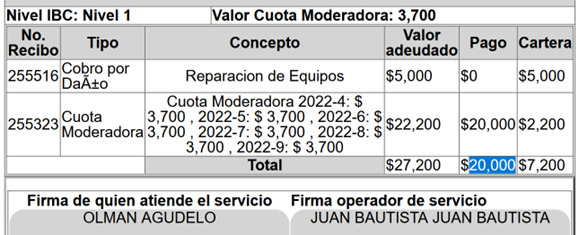 Nivel IBC: Nivel 1 Valor Cuota Moderadora: 3,700
No. Recibo Tipo Concepto Valor adeudado Pago Cartera
255516 Cobro por DaÃ±o Reparacion de Equipos $5,000 $0 $5,000
255323 Cuota Moderadora Cuota Moderadora 2022-4: $ 3,700 , 2022-5: $ 3,700 , 2022-6: $ 3,700 , 2022-7: $ 3,700 , 2022-8: $ 3,700 , 2022-9: $ 3,700 $22,200 $20,000 $2,200
Total $27,200 $20,000 $7,200
Firma de quien atiende el servicio Firma operador de servicio
OLMAN AGUDELO JUAN BAUTISTA JUAN BAUTISTA